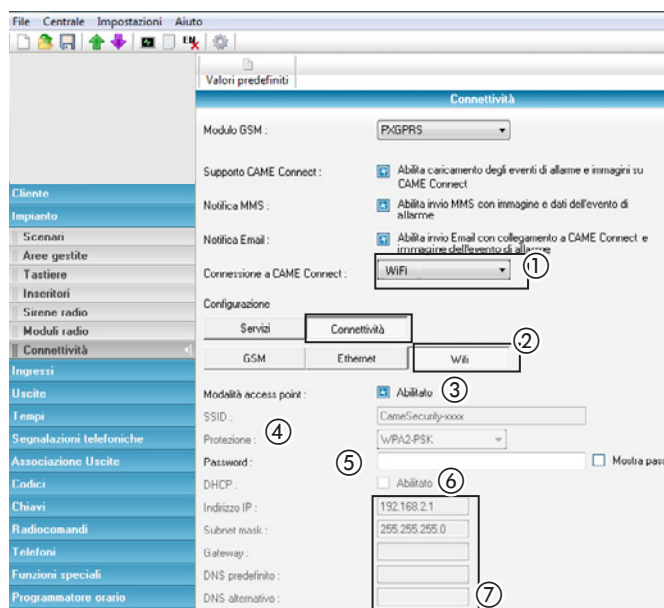 File Centrale Impostazioni Aiuto
Valori predefiniti
Connettività
Modulo GSM : PXGPRS
Supporto CAME Connect : Abilita caricamento degli eventi di allarme e immagini su
CAME Connect
Notifica MMS : Abilita invio MMS con immagine e dati dell'evento di
allarme
Notifica Email : Abilita invio Email con collegamento a CAME Connect e
immagine dell'evento di allarme
Connessione a CAME Connect : WiFi ①
Configurazione
Servizi Connettività
GSM Ethernet Wifi ②
Modalità access point : Abilitato ③
SSID : CameSecurity-xxxx
Protezione : ④ WPA2-PSK
Password : ⑤ Mostra pass
DHCP : Abilitato ⑥
Indirizzo IP : 192.168.2.1
Subnet mask : 255.255.255.0
Gateway :
DNS predefinito :
DNS alternativo : ⑦
Cliente
Impianto
Scenari
Aree gestite
Tastiere
Inseritori
Sirene radio
Moduli radio
Connettività
Ingressi
Uscite
Tempi
Segnalazioni telefoniche
Associazione Uscite
Codici
Chiavi
Radiocomandi
Telefoni
Funzioni speciali
Programmatore orario